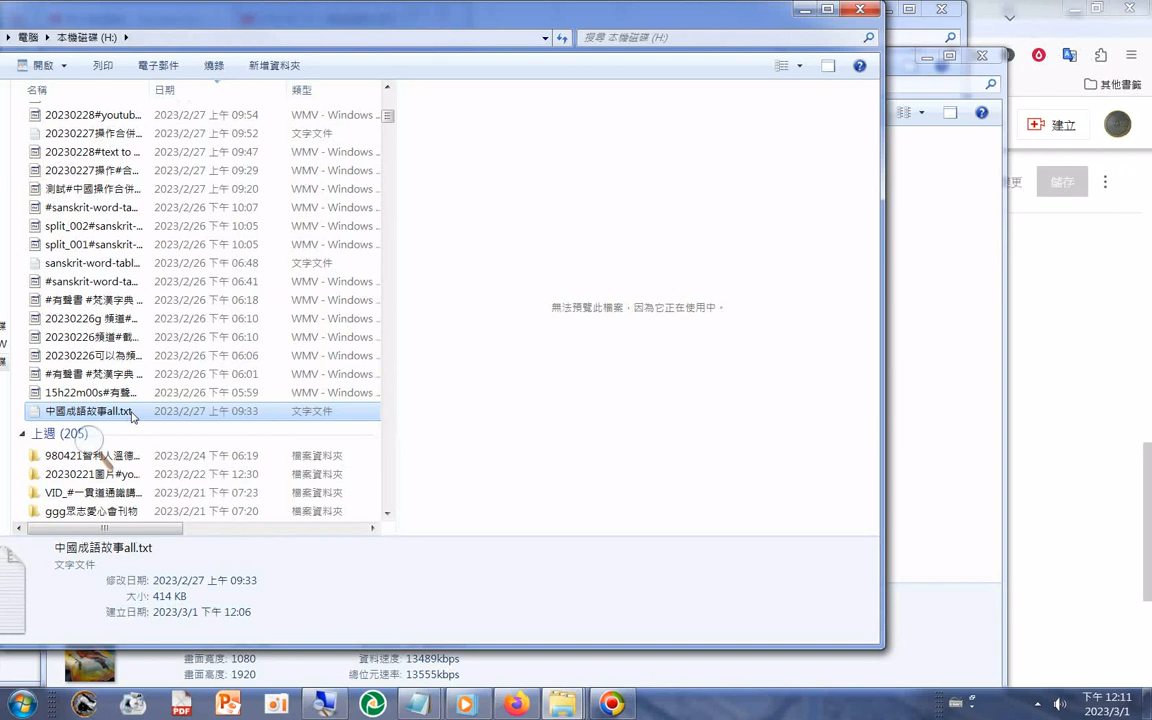 電腦 ▸ 本機磁碟 (H:) ▸
搜尋 本機磁碟 (H:)
開啟 列印 電子郵件 燒錄 新增資料夾
其他書籤
建立
儲存
名稱 日期 類型
20230228#youtub... 2023/2/27 上午 09:54 WMV - Windows ...
20230227操作合併... 2023/2/27 上午 09:52 文字文件
20230228#text to ... 2023/2/27 上午 09:47 WMV - Windows ...
20230227操作#合... 2023/2/27 上午 09:29 WMV - Windows ...
測試#中國操作合併... 2023/2/27 上午 09:20 WMV - Windows ...
#sanskrit-word-ta... 2023/2/26 下午 10:07 WMV - Windows ...
split_002#sanskrit-... 2023/2/26 下午 10:05 WMV - Windows ...
split_001#sanskrit-... 2023/2/26 下午 10:05 WMV - Windows ...
sanskrit-word-tabl... 2023/2/26 下午 06:48 文字文件
#sanskrit-word-ta... 2023/2/26 下午 06:41 WMV - Windows ...
#有聲書 #梵漢字典 ... 2023/2/26 下午 06:18 WMV - Windows ...
20230226g 頻道#... 2023/2/26 下午 06:10 WMV - Windows ...
20230226頻道#截... 2023/2/26 下午 06:10 WMV - Windows ...
20230226可以為頻... 2023/2/26 下午 06:06 WMV - Windows ...
#有聲書 #梵漢字典 ... 2023/2/26 下午 06:01 WMV - Windows ...
15h22m00s#有聲... 2023/2/26 下午 05:59 WMV - Windows ...
中國成語故事all.txt 2023/2/27 上午 09:33 文字文件
上週 (205)
980421智利人溫德... 2023/2/24 下午 06:19 檔案資料夾
20230221圖片#yo... 2023/2/22 下午 12:30 檔案資料夾
VID_#一貫道通識講... 2023/2/21 下午 07:23 檔案資料夾
ggg眾志愛心會刊物 2023/2/21 下午 07:20 檔案資料夾
無法預覽此檔案，因為它正在使用中。
中國成語故事all.txt
文字文件
修改日期: 2023/2/27 上午 09:33
大小: 414 KB
建立日期: 2023/3/1 下午 12:06
畫面寬度: 1080 資料速度: 13489kbps
畫面高度: 1920 總位元速率: 13555kbps
下午 12:11
2023/3/1